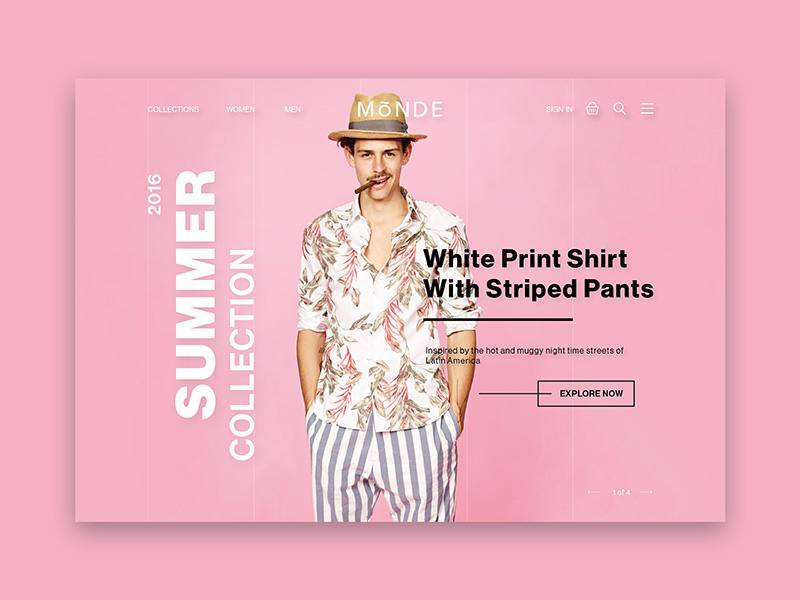 COLLECTIONS
WOMEN
MEN
MōNDE
SIGN IN
2016
SUMMER
COLLECTION
White Print Shirt
With Striped Pants
Inspired by the hot and muggy night time streets of
Latin America
EXPLORE NOW
1 of 4